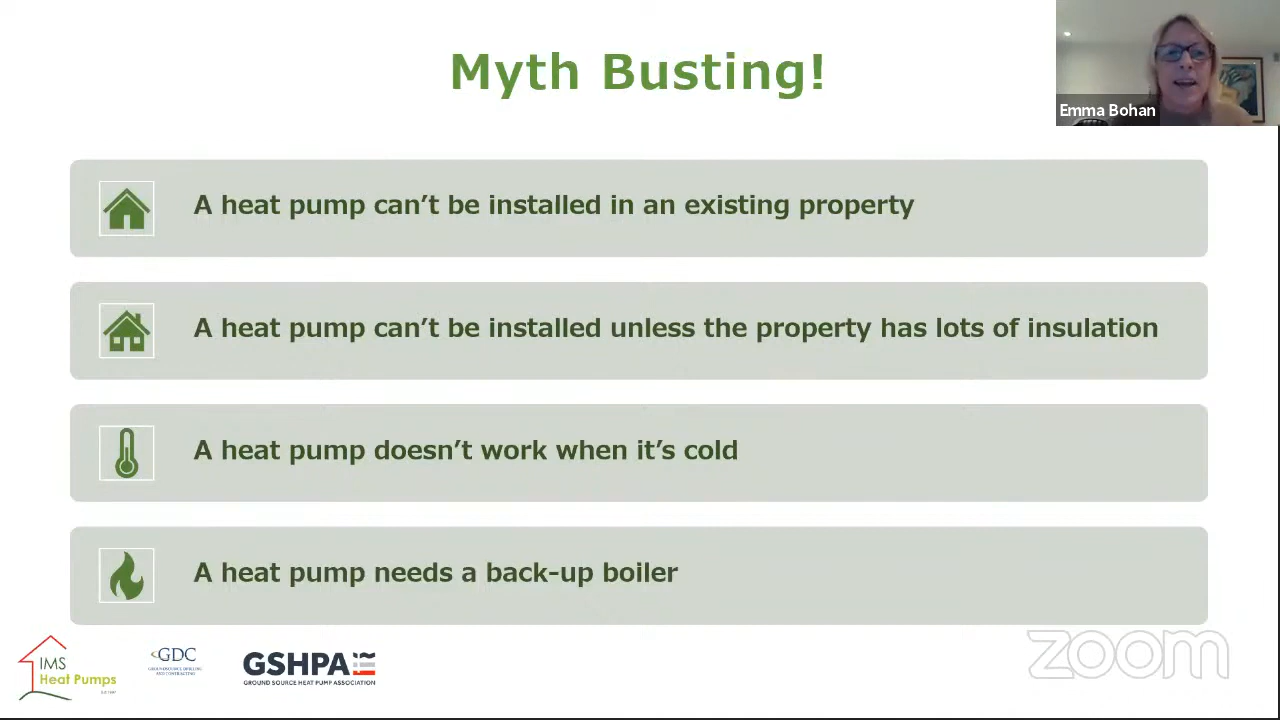 Myth Busting!
Emma Bohan
A heat pump can’t be installed in an existing property
A heat pump can’t be installed unless the property has lots of insulation
A heat pump doesn’t work when it’s cold
A heat pump needs a back-up boiler
IMS
Heat Pumps
GDC
GSHPA
GROUND SOURCE HEAT PUMP ASSOCIATION
zoom